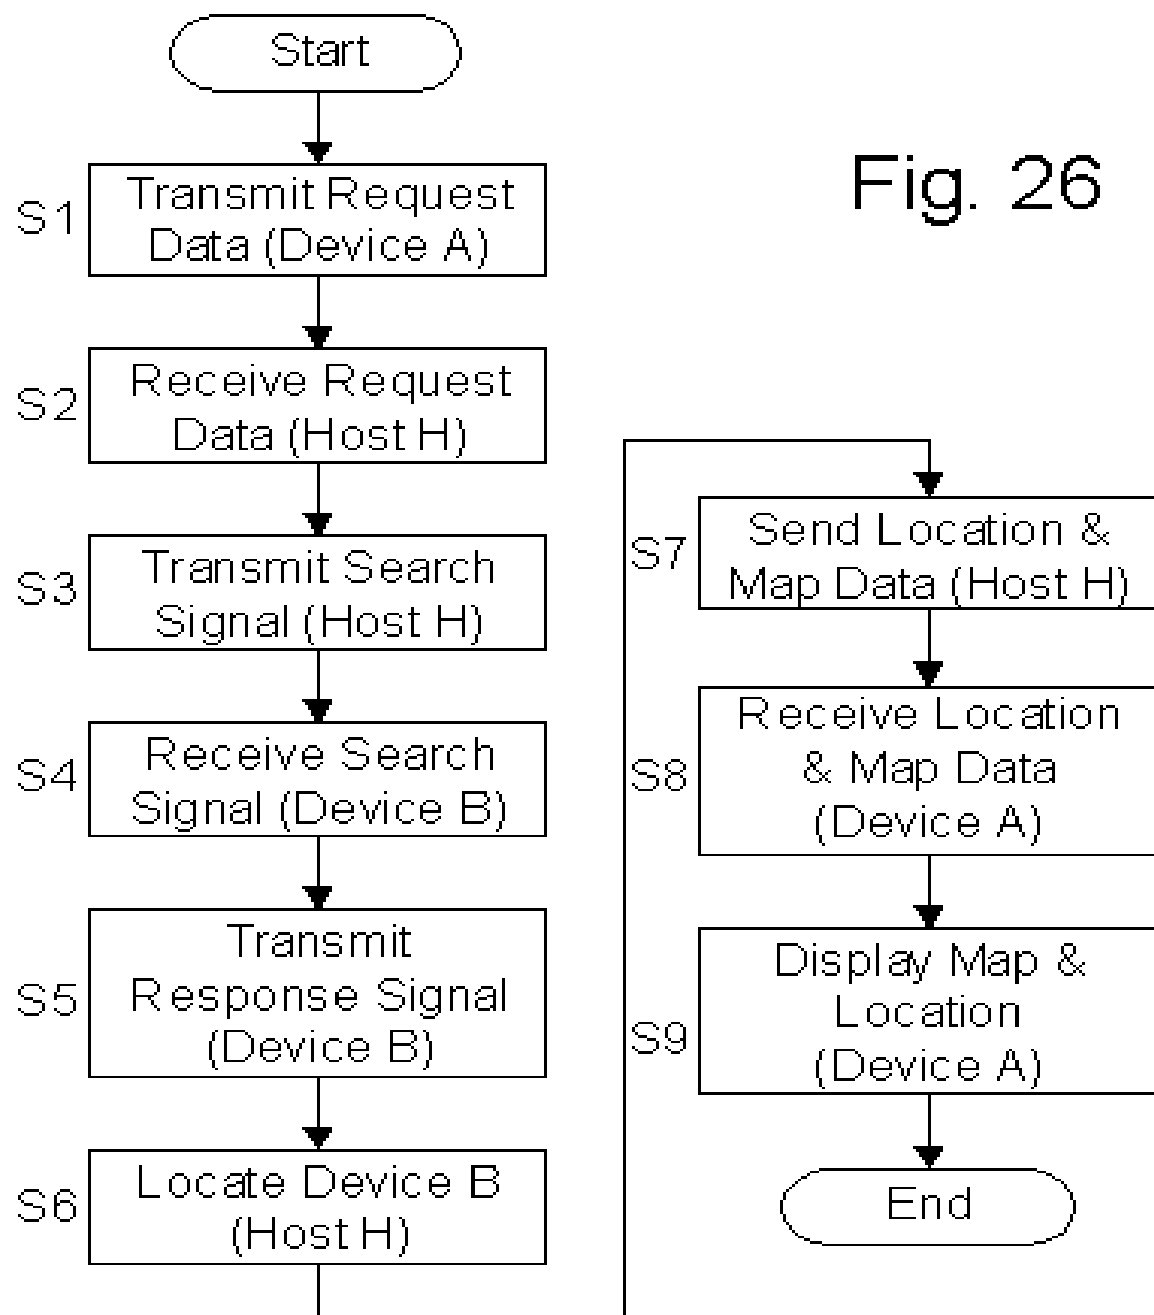 Start
Fig. 26
S1
Transmit Request
Data (Device A)
S2
Receive Request
Data (Host H)
S3
Transmit Search
Signal (Host H)
S4
Receive Search
Signal (Device B)
S5
Transmit
Response Signal
(Device B)
S6
Locate Device B
(Host H)
S7
Send Location &
Map Data (Host H)
S8
Receive Location
& Map Data
(Device A)
S9
Display Map &
Location
(Device A)
End